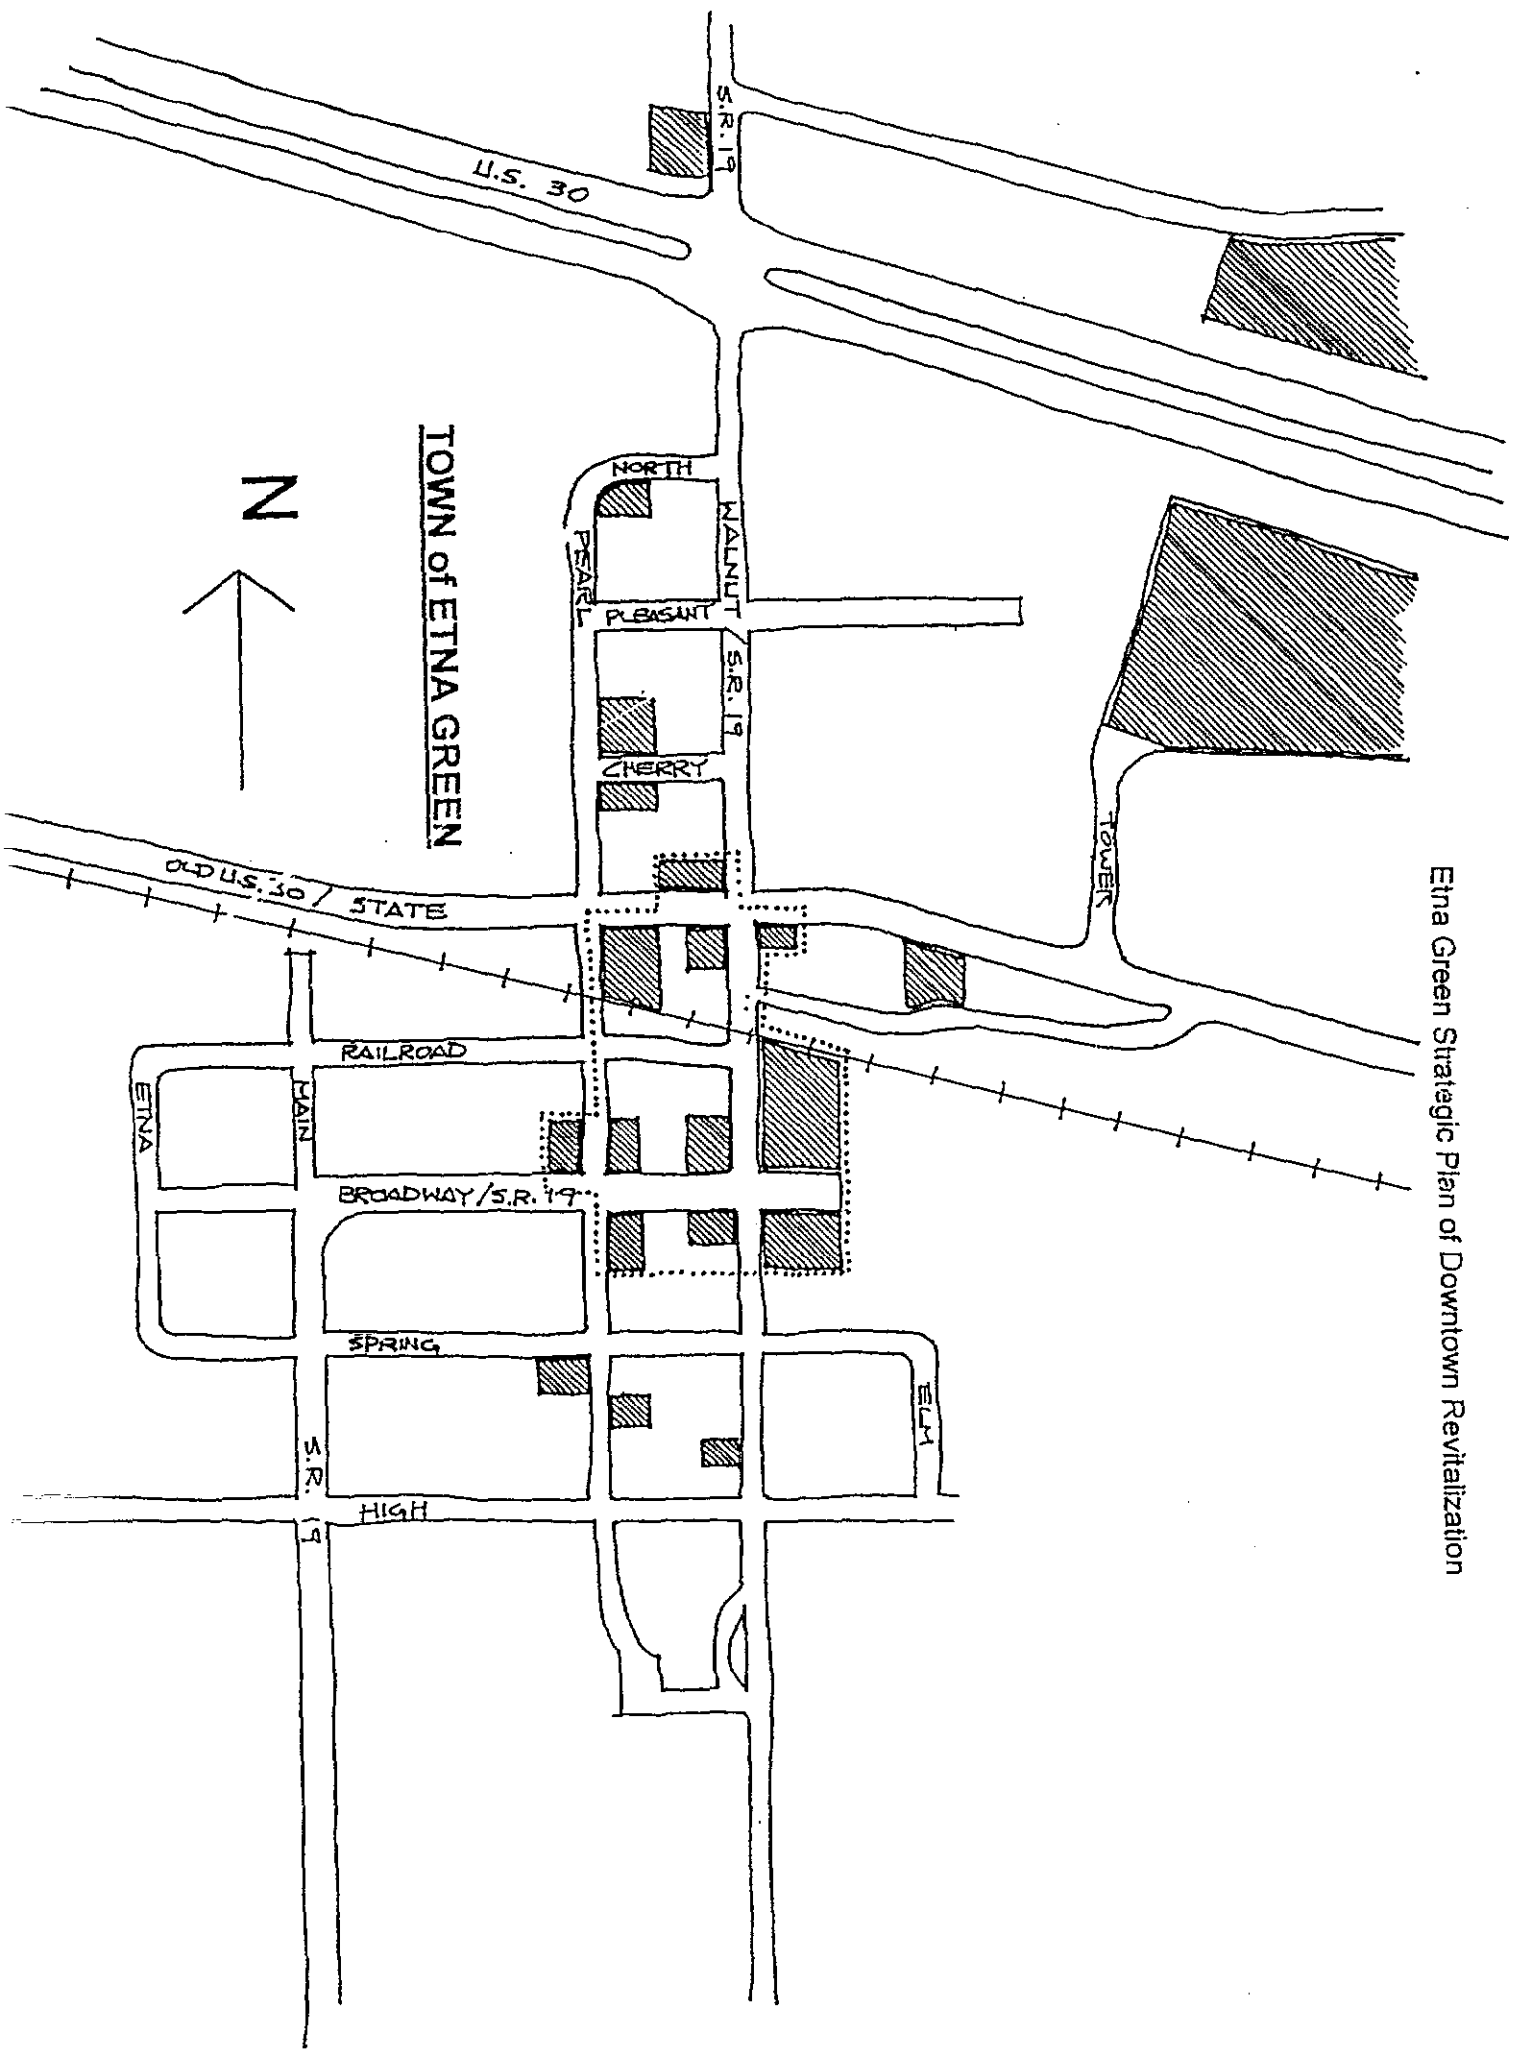 Etna Green Strategic Plan of Downtown Revitalization
TOWN of ETNA GREEN
N
S.R. 19
U.S. 30
NORTH
WALNUT
PEARL
PLEASANT
S.R. 19
CHERRY
TOWER
OLD U.S. 30 / STATE
RAILROAD
MAIN
ETNA
BROADWAY/S.R. 19
SPRING
ELM
S.R. 19
HIGH